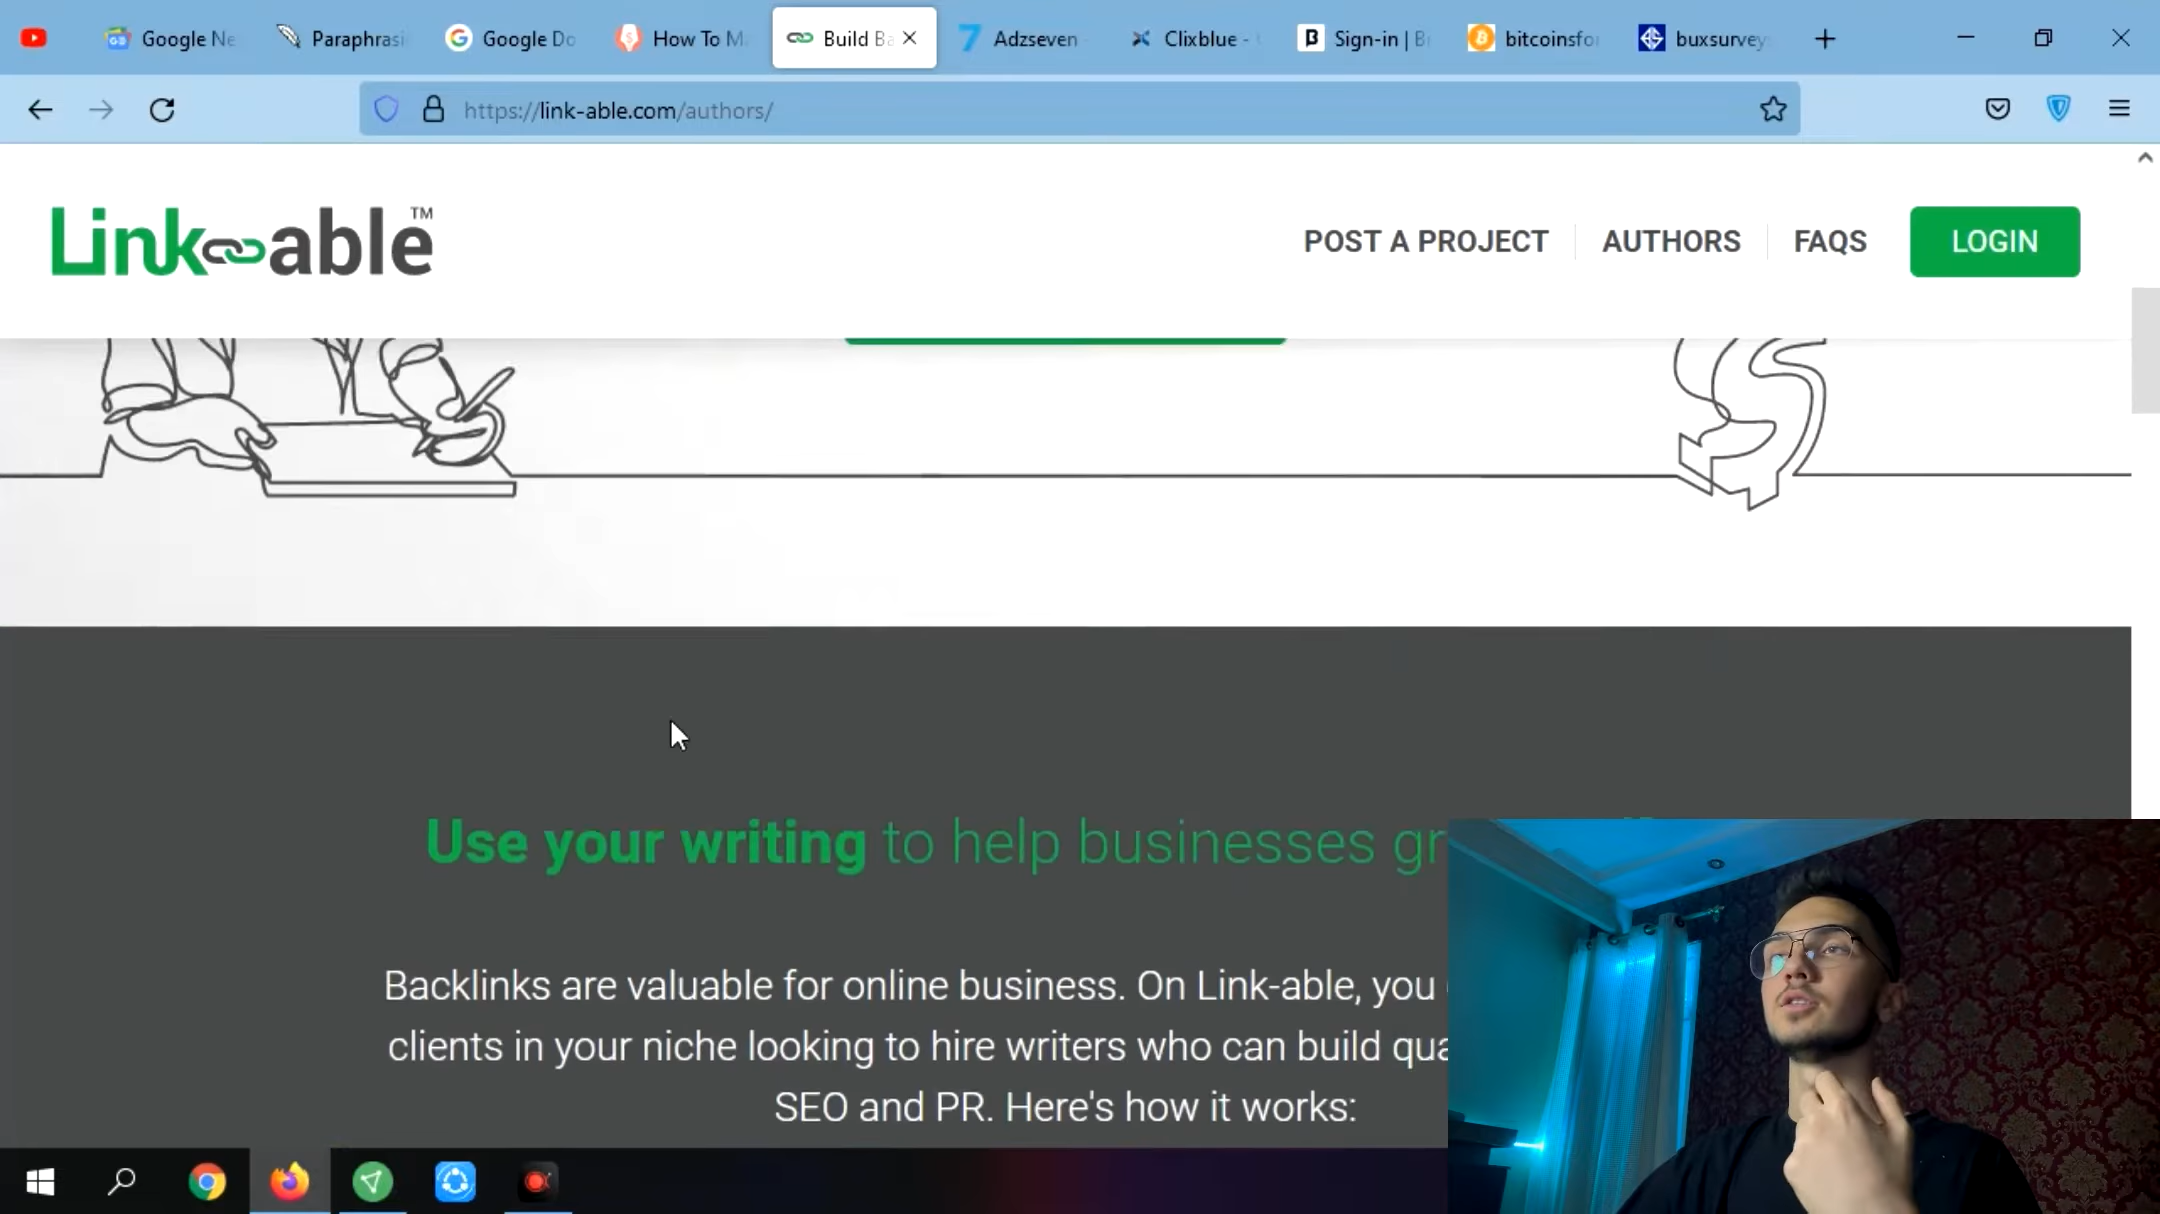 Google Ne
Paraphrasi
Google Do
How To M
Build Ba
Adzseven -
Clixblue -
Sign-in | B
bitcoinsfo
buxsurvey
https://link-able.com/authors/
Link-able™
POST A PROJECT
AUTHORS
FAQS
LOGIN
Use your writing to help businesses gr
Backlinks are valuable for online business. On Link-able, you
clients in your niche looking to hire writers who can build qua
SEO and PR. Here's how it works: